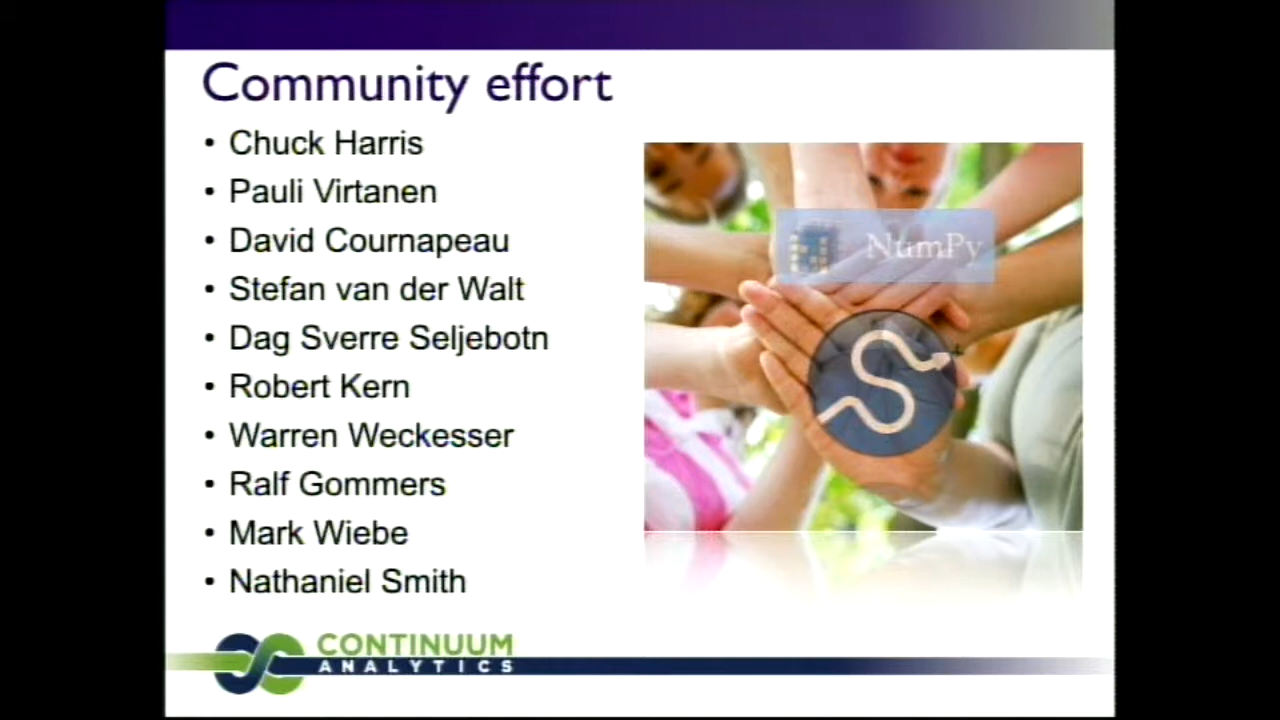 Community effort
• Chuck Harris
• Pauli Virtanen
• David Cournapeau
• Stefan van der Walt
• Dag Sverre Seljebotn
• Robert Kern
• Warren Weckesser
• Ralf Gommers
• Mark Wiebe
• Nathaniel Smith
NumPy
CONTINUUM
ANALYTICS